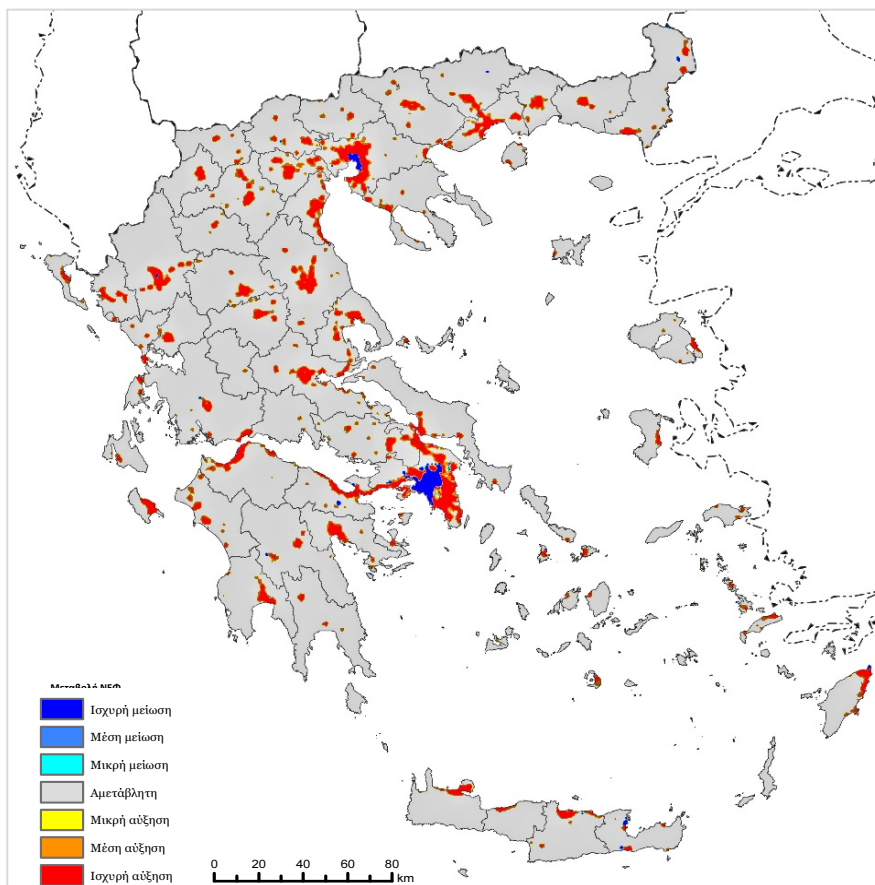 Μεταβολή ΝΕΦ
Ισχυρή μείωση
Μέση μείωση
Μικρή μείωση
Αμετάβλητη
Μικρή αύξηση
Μέση αύξηση
Ισχυρή αύξηση
0 20 40 60 80
km